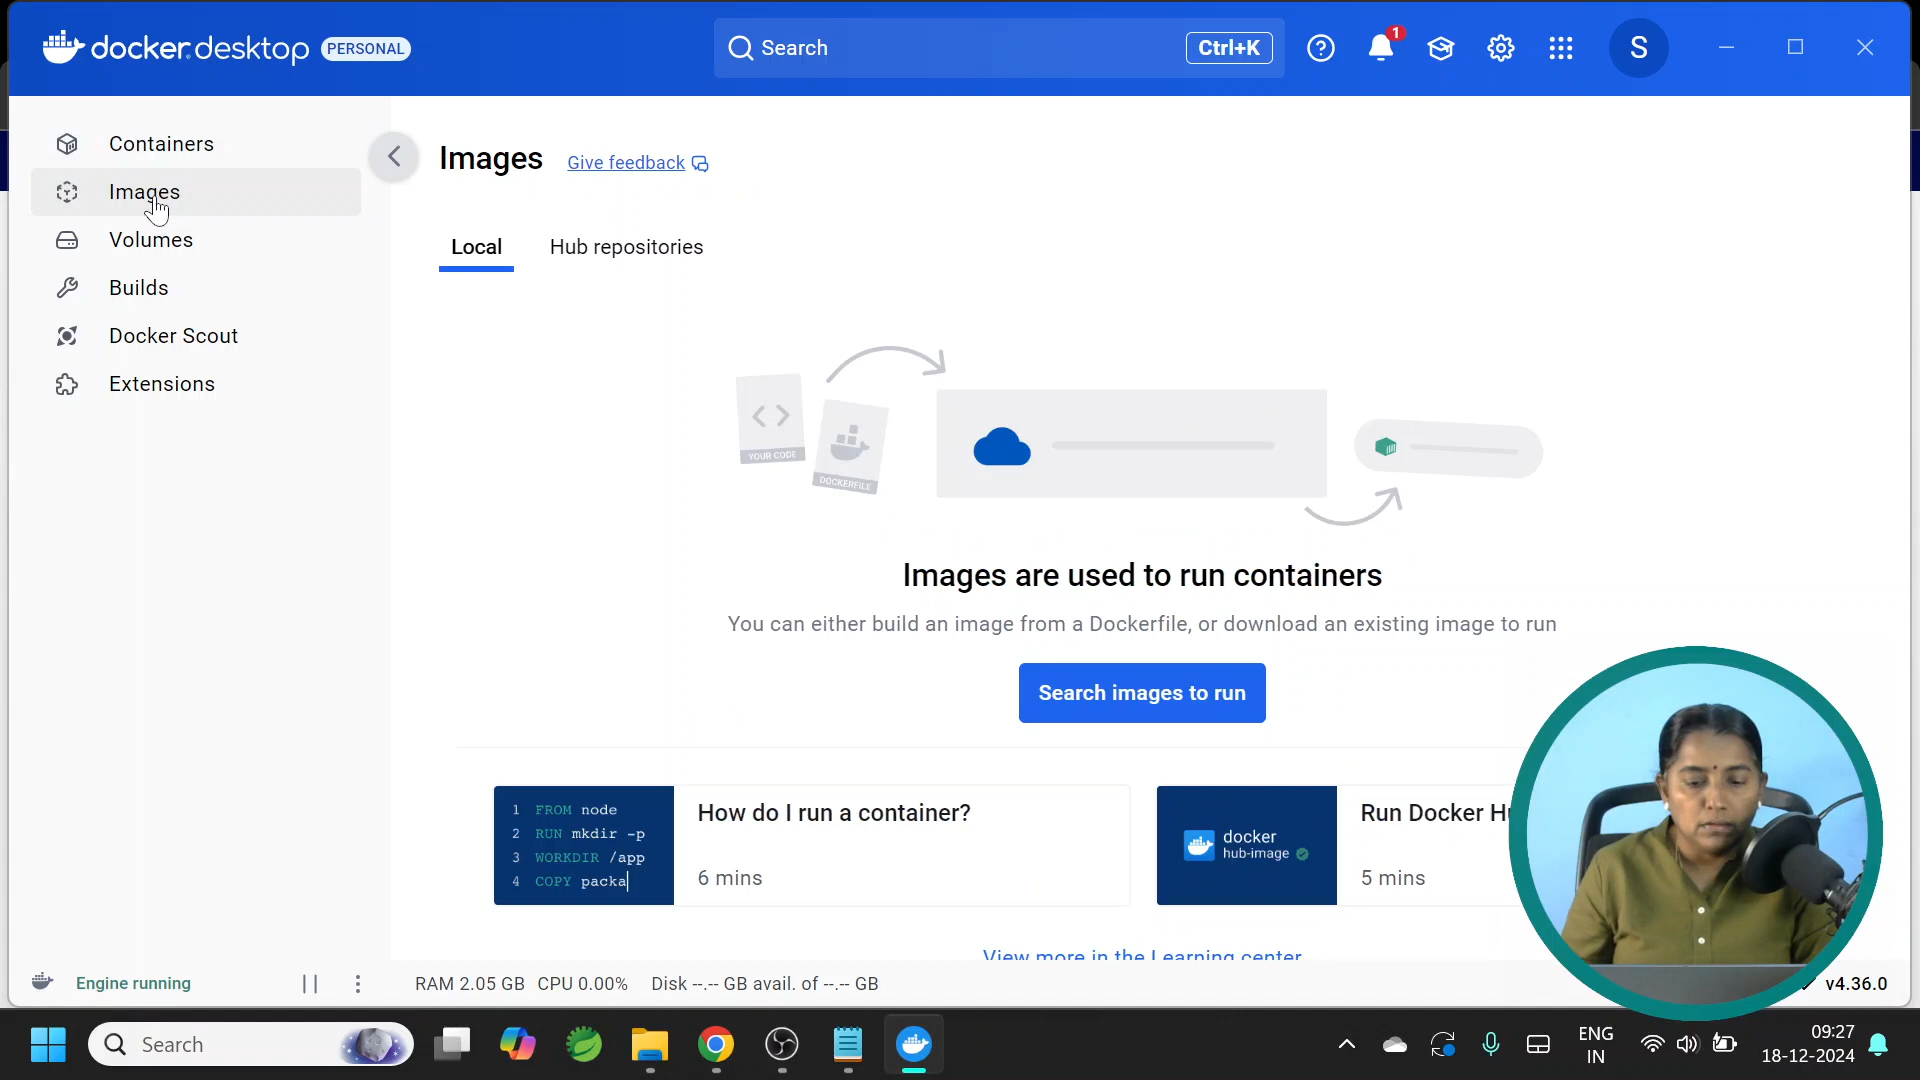 docker desktop PERSONAL
Search
Ctrl+K
1
S
Containers
Images
Volumes
Builds
Docker Scout
Extensions
Images
Give feedback
Local
Hub repositories
YOUR CODE
DOCKERFILE
Images are used to run containers
You can either build an image from a Dockerfile, or download an existing image to run
Search images to run
1 FROM node
2 RUN mkdir -p
3 WORKDIR /app
4 COPY packa
How do I run a container?
6 mins
docker
hub-image
Run Docker H
5 mins
View more in the Learning center
Engine running
RAM 2.05 GB CPU 0.00% Disk --.-- GB avail. of --.-- GB
v4.36.0
Search
ENG
IN
09:27
18-12-2024